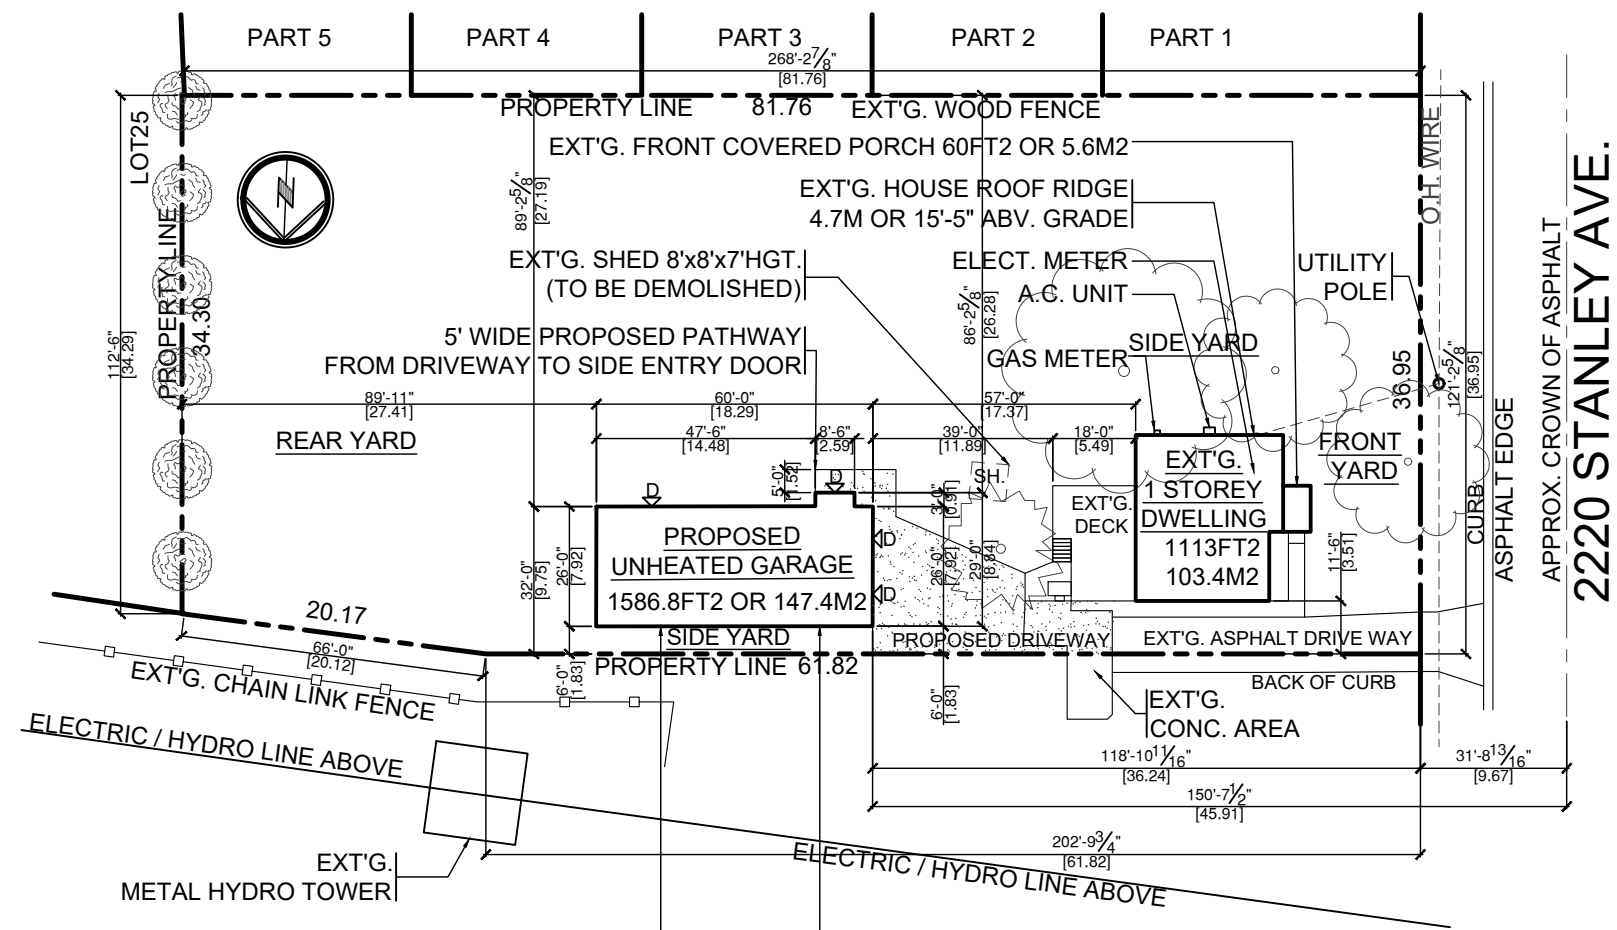 PART 5
PART 4
PART 3
PART 2
PART 1
268'-2 7/8"
[81.76]
PROPERTY LINE
81.76
EXT'G. WOOD FENCE
EXT'G. FRONT COVERED PORCH 60FT2 OR 5.6M2
EXT'G. HOUSE ROOF RIDGE
4.7M OR 15'-5" ABV. GRADE
LOT25
N
89'-2 5/8"
[27.19]
EXT'G. SHED 8'x8'x7'HGT.
(TO BE DEMOLISHED)
ELECT. METER
A.C. UNIT
GAS METER
SIDE YARD
UTILITY
POLE
O.H. WIRE
5' WIDE PROPOSED PATHWAY
FROM DRIVEWAY TO SIDE ENTRY DOOR
86'-2 5/8"
[26.28]
112'-6"
[34.29]
PROPERTY LINE
34.30
36.95
121'-2 5/8"
[36.95]
CURB
ASPHALT EDGE
APPROX. CROWN OF ASPHALT
2220 STANLEY AVE.
89'-11"
[27.41]
60'-0"
[18.29]
57'-0"
[17.37]
REAR YARD
47'-6"
[14.48]
8'-6"
[2.59]
39'-0"
[11.89]
18'-0"
[5.49]
FRONT
YARD
5'-0"
[1.52]
D
D
SH.
3'-0"
[0.91]
EXT'G.
DECK
EXT'G.
1 STOREY
DWELLING
1113FT2
103.4M2
11'-6"
[3.51]
32'-0"
[9.75]
26'-0"
[7.92]
PROPOSED
UNHEATED GARAGE
1586.8FT2 OR 147.4M2
D
D
26'-0"
[7.92]
29'-0"
[8.84]
20.17
66'-0"
[20.12]
SIDE YARD
PROPERTY LINE 61.82
PROPOSED DRIVEWAY
EXT'G. ASPHALT DRIVE WAY
6'-0"
[1.83]
6'-0"
[1.83]
BACK OF CURB
EXT'G.
CONC. AREA
EXT'G. CHAIN LINK FENCE
ELECTRIC / HYDRO LINE ABOVE
118'-10 11/16"
[36.24]
31'-8 13/16"
[9.67]
150'-7 1/2"
[45.91]
202'-9 3/4"
[61.82]
EXT'G.
METAL HYDRO TOWER
ELECTRIC / HYDRO LINE ABOVE